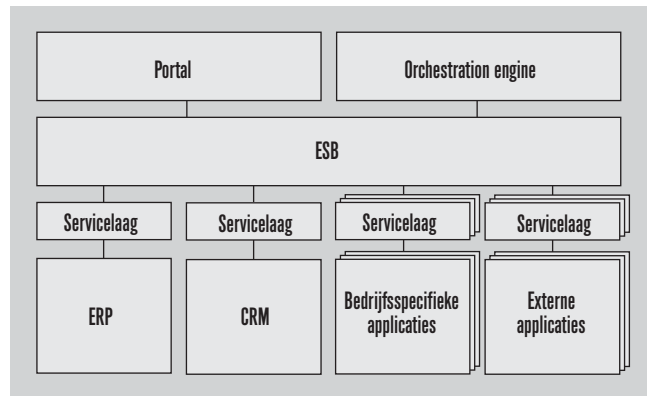 Portal
Orchestration engine
ESB
Servicelaag
Servicelaag
Servicelaag
Servicelaag
ERP
CRM
Bedrijfsspecifieke
applicaties
Externe
applicaties